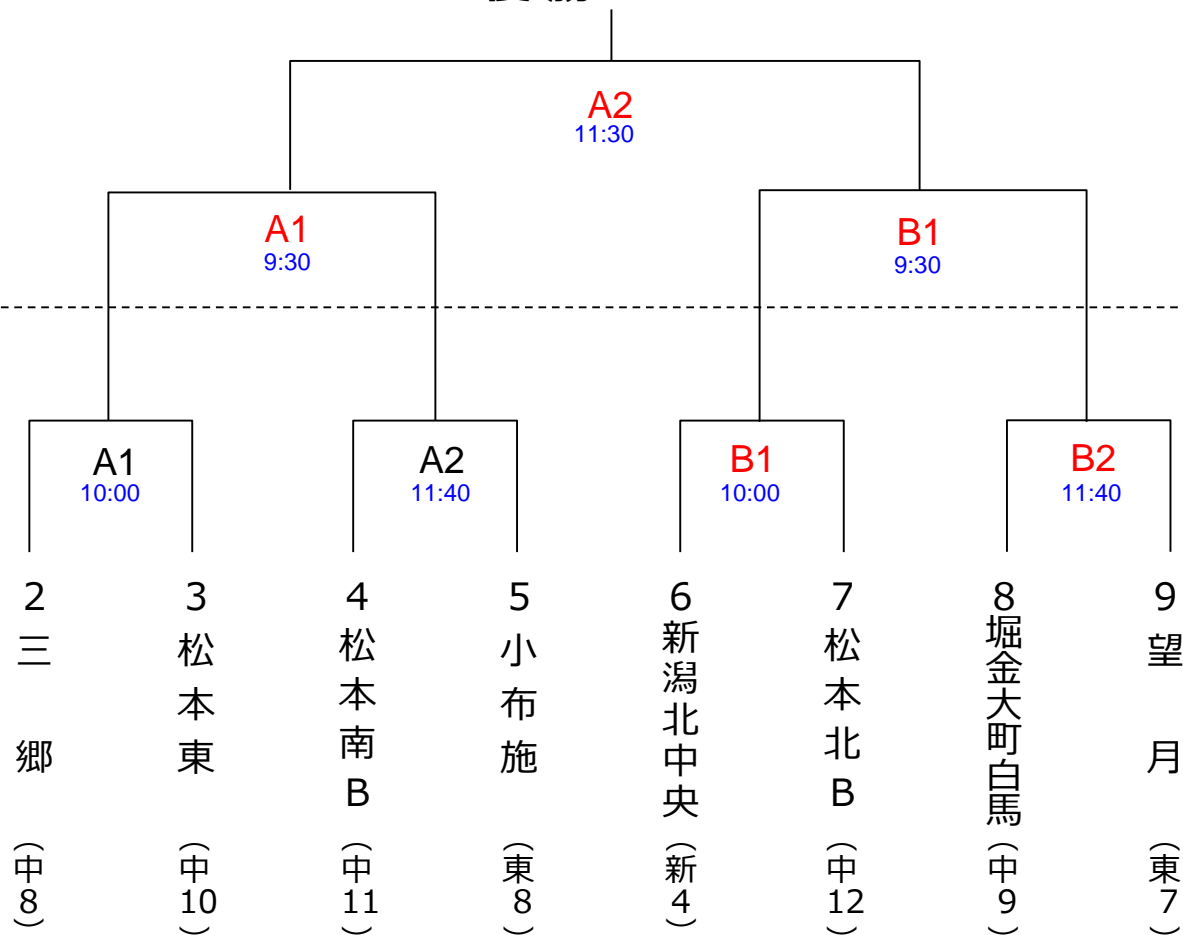 A2
11:30
A1
9:30
B1
9:30
A1
10:00
A2
11:40
B1
10:00
B2
11:40
2
三郷
(中8)
3
松本東
(中10)
4
松本南B
(中11)
5
小布施
(東8)
6
新潟北中央
(新4)
7
松本北B
(中12)
8
堀金大町白馬
(中9)
9
望月
(東7)